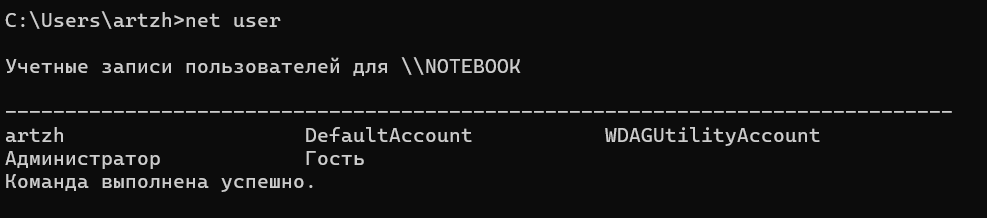 C:\Users\artzh>net user
Учетные записи пользователей для \\NOTEBOOK
-------------------------------------------------------------------------------
artzh                    DefaultAccount           WDAGUtilityAccount
Администратор            Гость
Команда выполнена успешно.